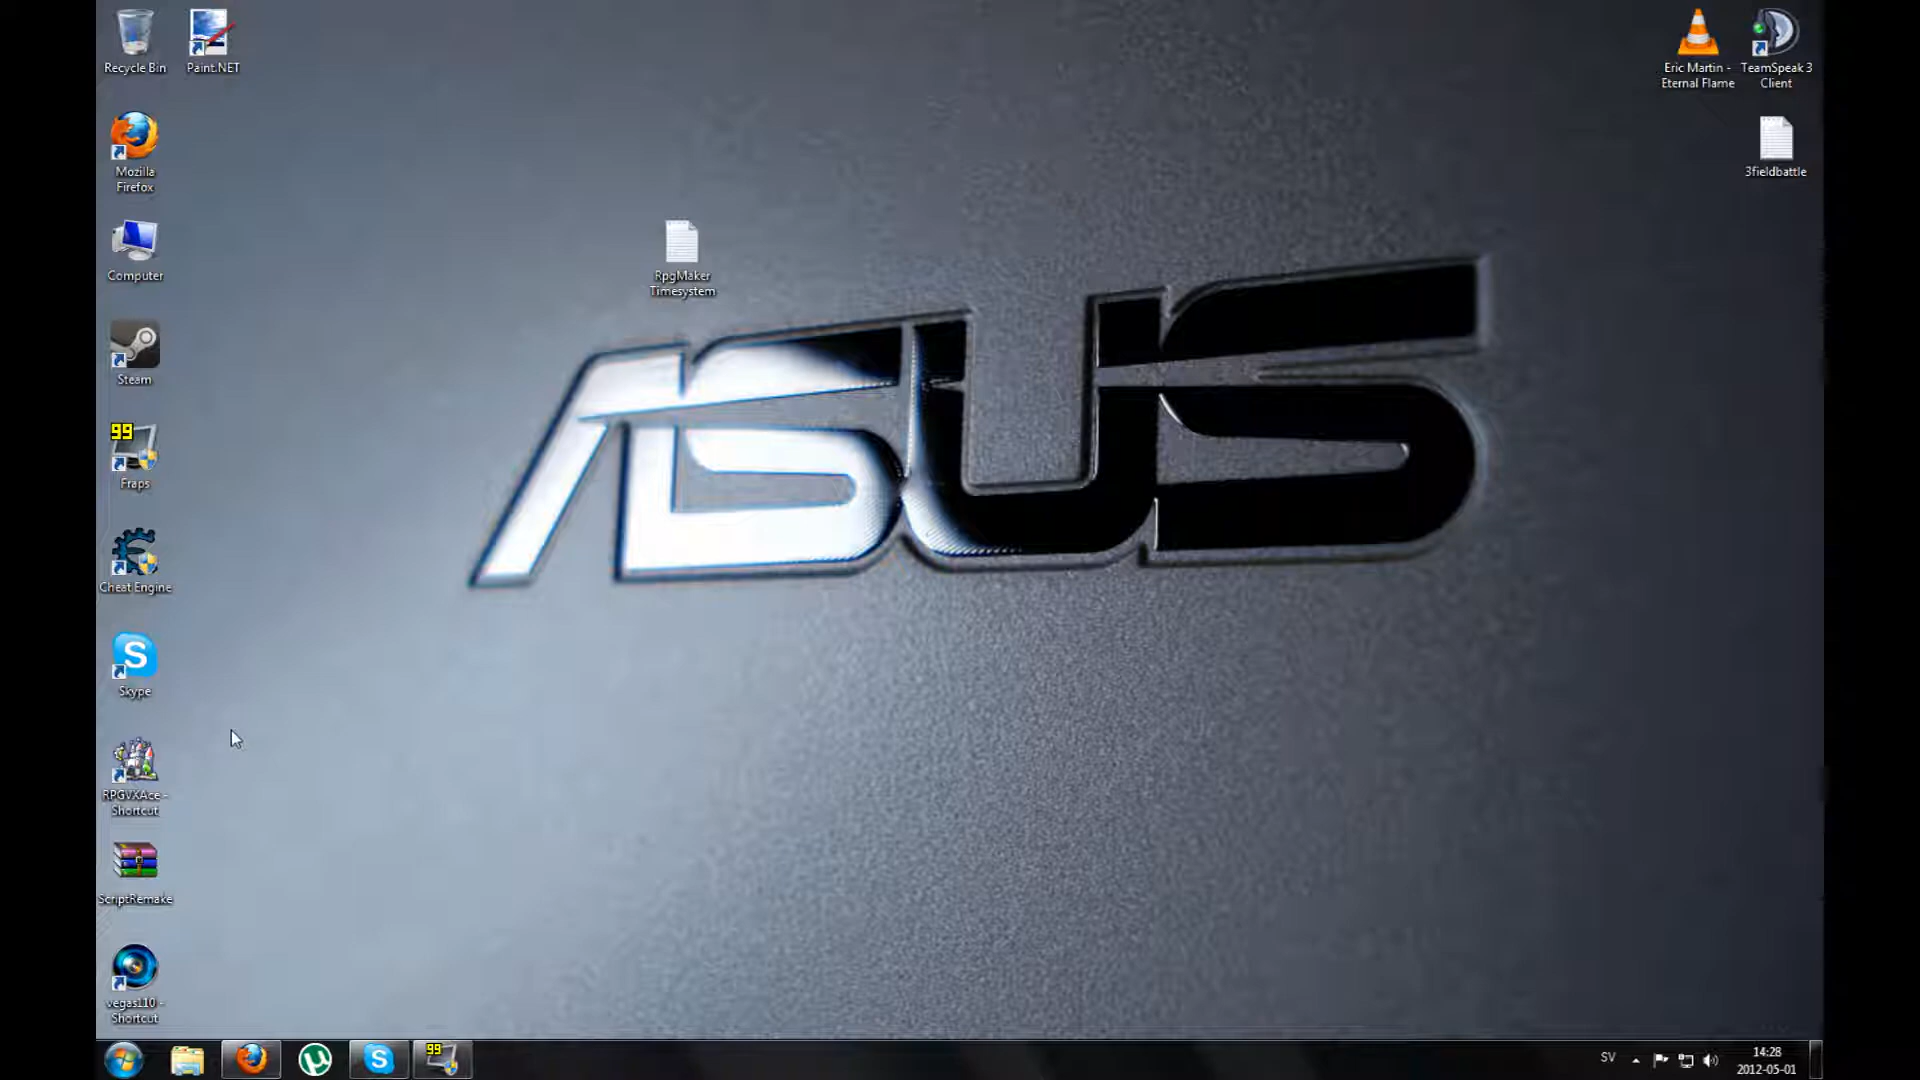 Recycle Bin
Paint.NET
Eric Martin -
Eternal Flame
TeamSpeak 3
Client
Mozilla
Firefox
3fieldbattle
Computer
RpgMaker
Timesystem
ASUS
Steam
99
Fraps
Cheat Engine
S
Skype
RPGVXAce -
Shortcut
ScriptRemake
vegas110 -
Shortcut
S
99
SV
14:28
2012-05-01